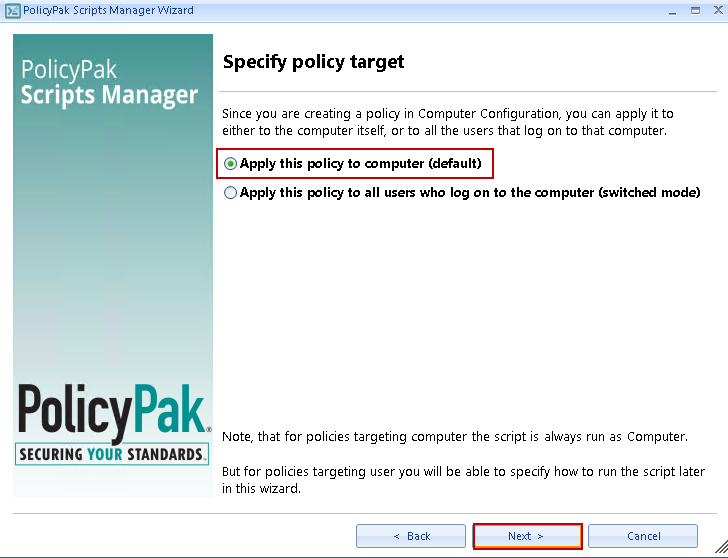 PolicyPak Scripts Manager Wizard
PolicyPak
Scripts Manager
Specify policy target
Since you are creating a policy in Computer Configuration, you can apply it to
either to the computer itself, or to all the users that log on to that computer.
Apply this policy to computer (default)
Apply this policy to all users who log on to the computer (switched mode)
PolicyPak®
SECURING YOUR STANDARDS.
Note, that for policies targeting computer the script is always run as Computer.
But for policies targeting user you will be able to specify how to run the script later
in this wizard.
< Back
Next >
Cancel